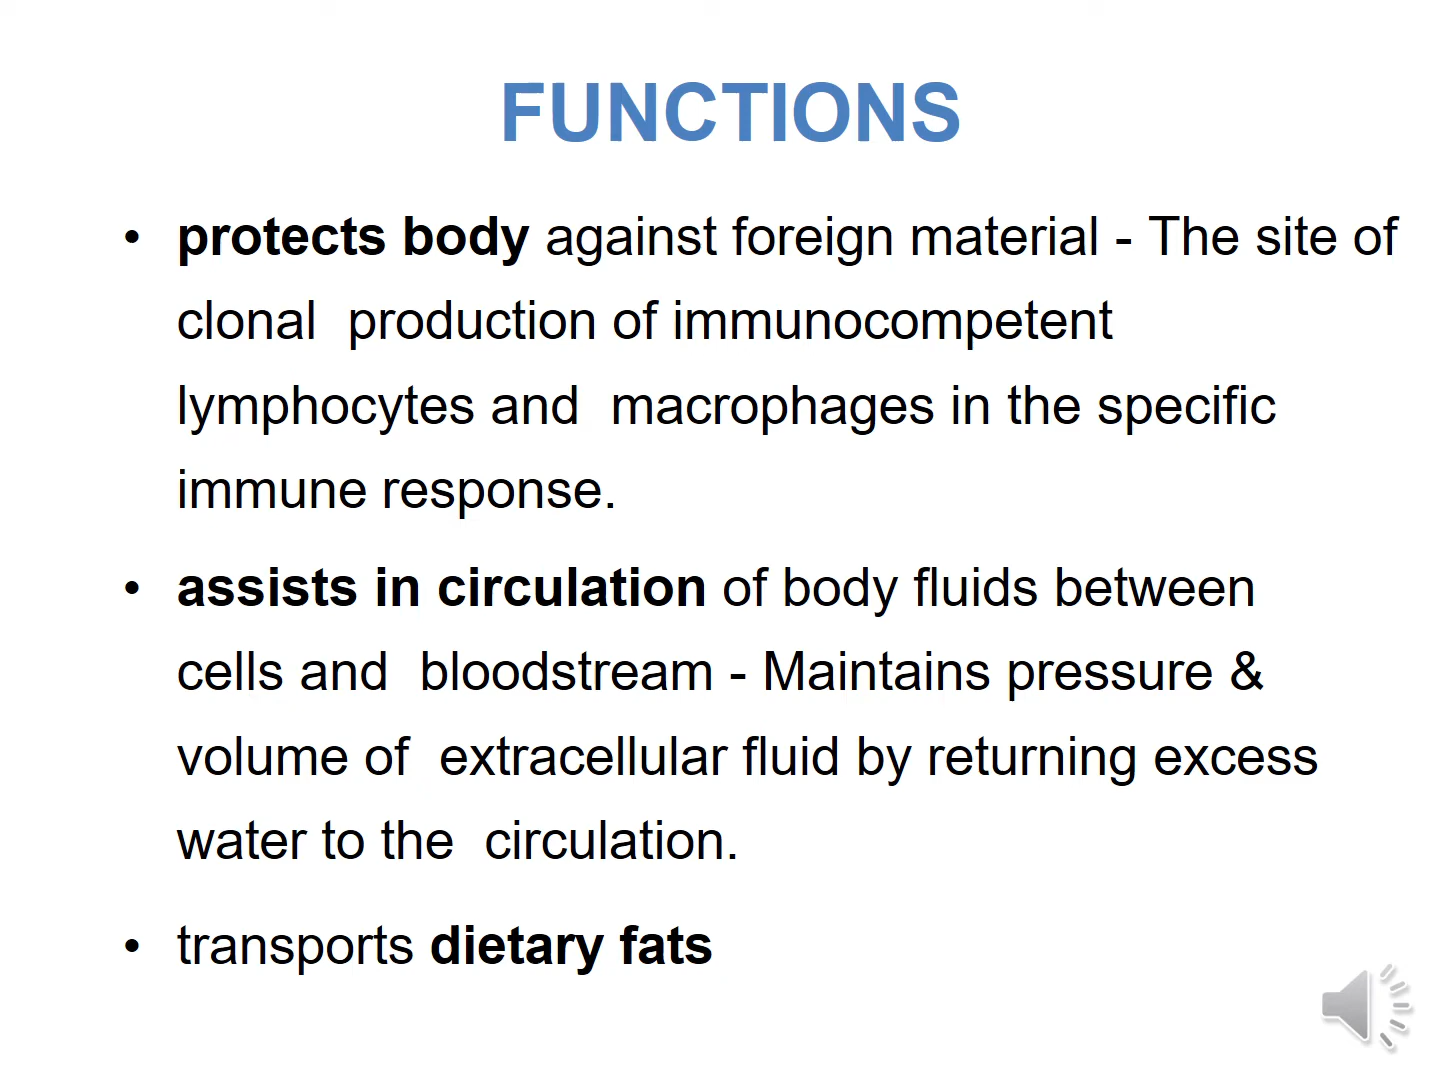 FUNCTIONS
• protects body against foreign material - The site of
clonal  production of immunocompetent
lymphocytes and  macrophages in the specific
immune response.
• assists in circulation of body fluids between
cells and  bloodstream - Maintains pressure &
volume of  extracellular fluid by returning excess
water to the  circulation.
• transports dietary fats